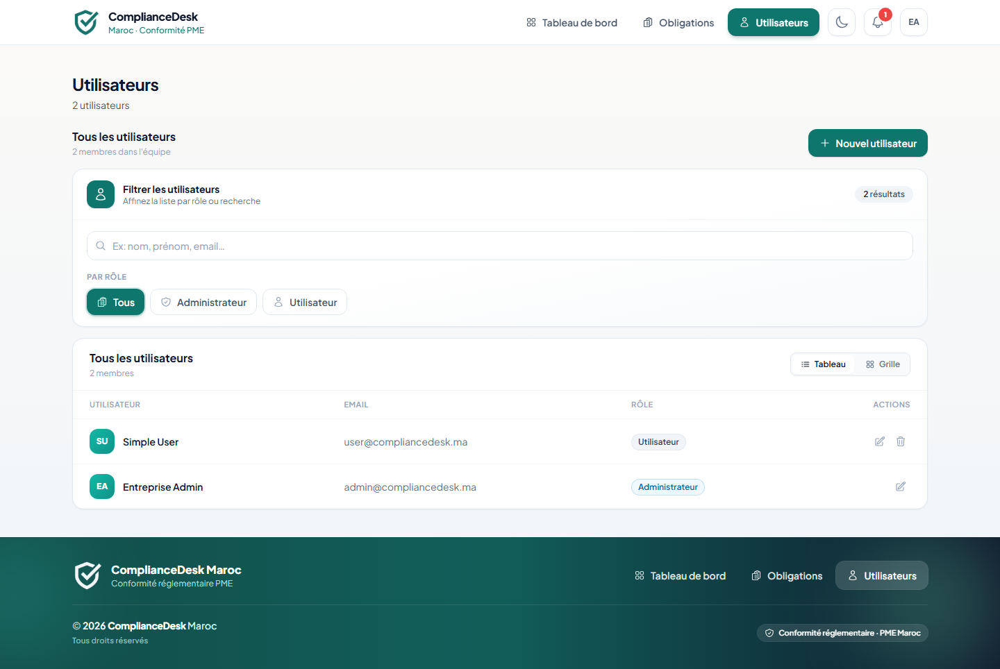 ComplianceDesk
Maroc · Conformité PME
Tableau de bord
Obligations
Utilisateurs
1
EA
Utilisateurs
2 utilisateurs
Tous les utilisateurs
2 membres dans l'équipe
Nouvel utilisateur
Filtrer les utilisateurs
Affinez la liste par rôle ou recherche
2 résultats
Ex: nom, prénom, email...
PAR RÔLE
Tous
Administrateur
Utilisateur
Tous les utilisateurs
2 membres
Tableau
Grille
UTILISATEUR EMAIL RÔLE ACTIONS
SU Simple User user@compliancedesk.ma Utilisateur
EA Entreprise Admin admin@compliancedesk.ma Administrateur
ComplianceDesk Maroc
Conformité réglementaire PME
Tableau de bord
Obligations
Utilisateurs
© 2026 ComplianceDesk Maroc
Tous droits réservés
Conformité réglementaire · PME Maroc